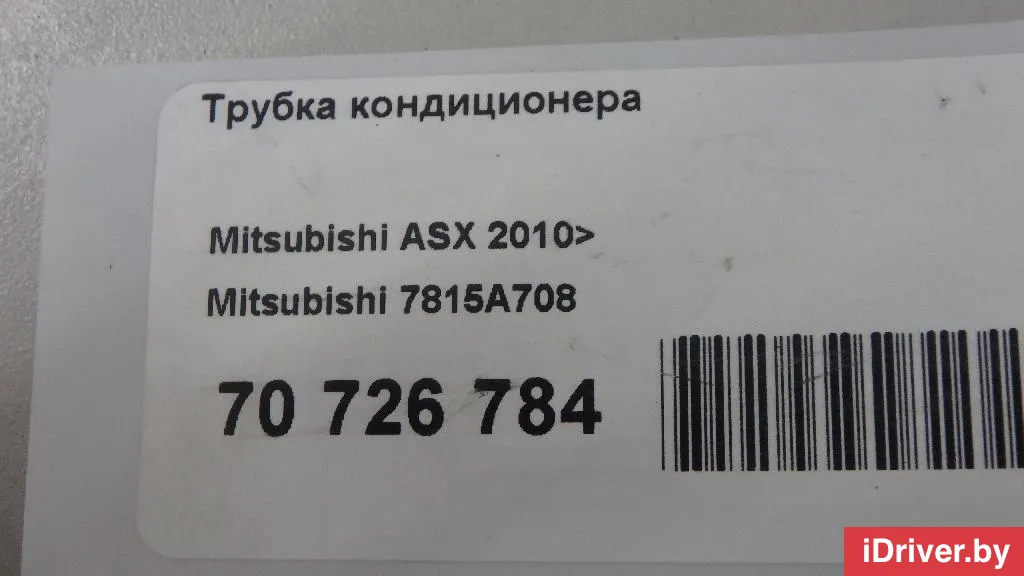 Трубка кондиционера
Mitsubishi ASX 2010>
Mitsubishi 7815A708
70 726 784
iDriver.by